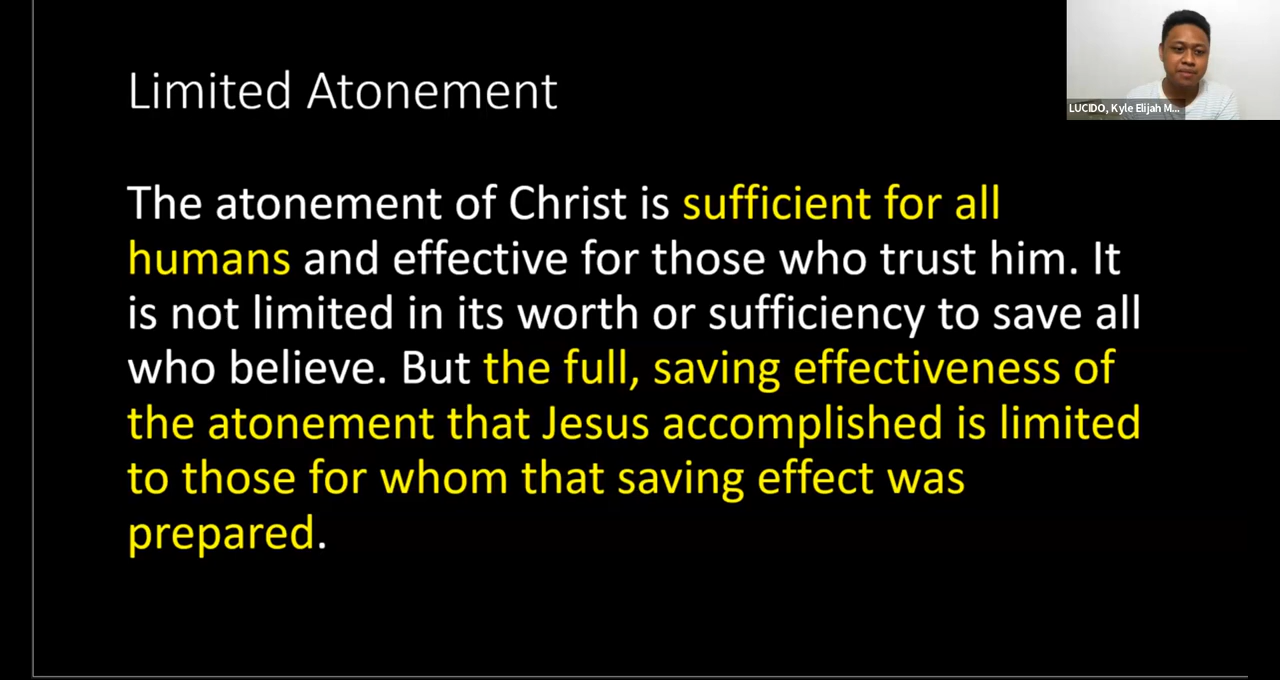 Limited Atonement
LUCIDO, Kyle Elijah M...
The atonement of Christ is sufficient for all
humans and effective for those who trust him. It
is not limited in its worth or sufficiency to save all
who believe. But the full, saving effectiveness of
the atonement that Jesus accomplished is limited
to those for whom that saving effect was
prepared.